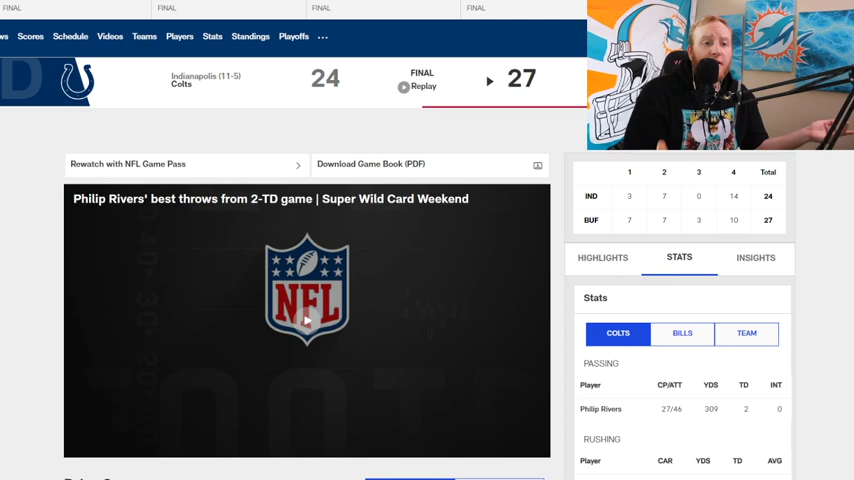 FINAL FINAL FINAL FINAL
ws Scores Schedule Videos Teams Players Stats Standings Playoffs ...
Indianapolis (11-5)
Colts
24
FINAL
Replay
27
Rewatch with NFL Game Pass
Download Game Book (PDF)
Philip Rivers' best throws from 2-TD game | Super Wild Card Weekend
NFL
1 2 3 4 Total
IND 3 7 0 14 24
BUF 7 7 3 10 27
HIGHLIGHTS STATS INSIGHTS
Stats
COLTS BILLS TEAM
PASSING
Player CP/ATT YDS TD INT
Philip Rivers 27/46 309 2 0
RUSHING
Player CAR YDS TD AVG